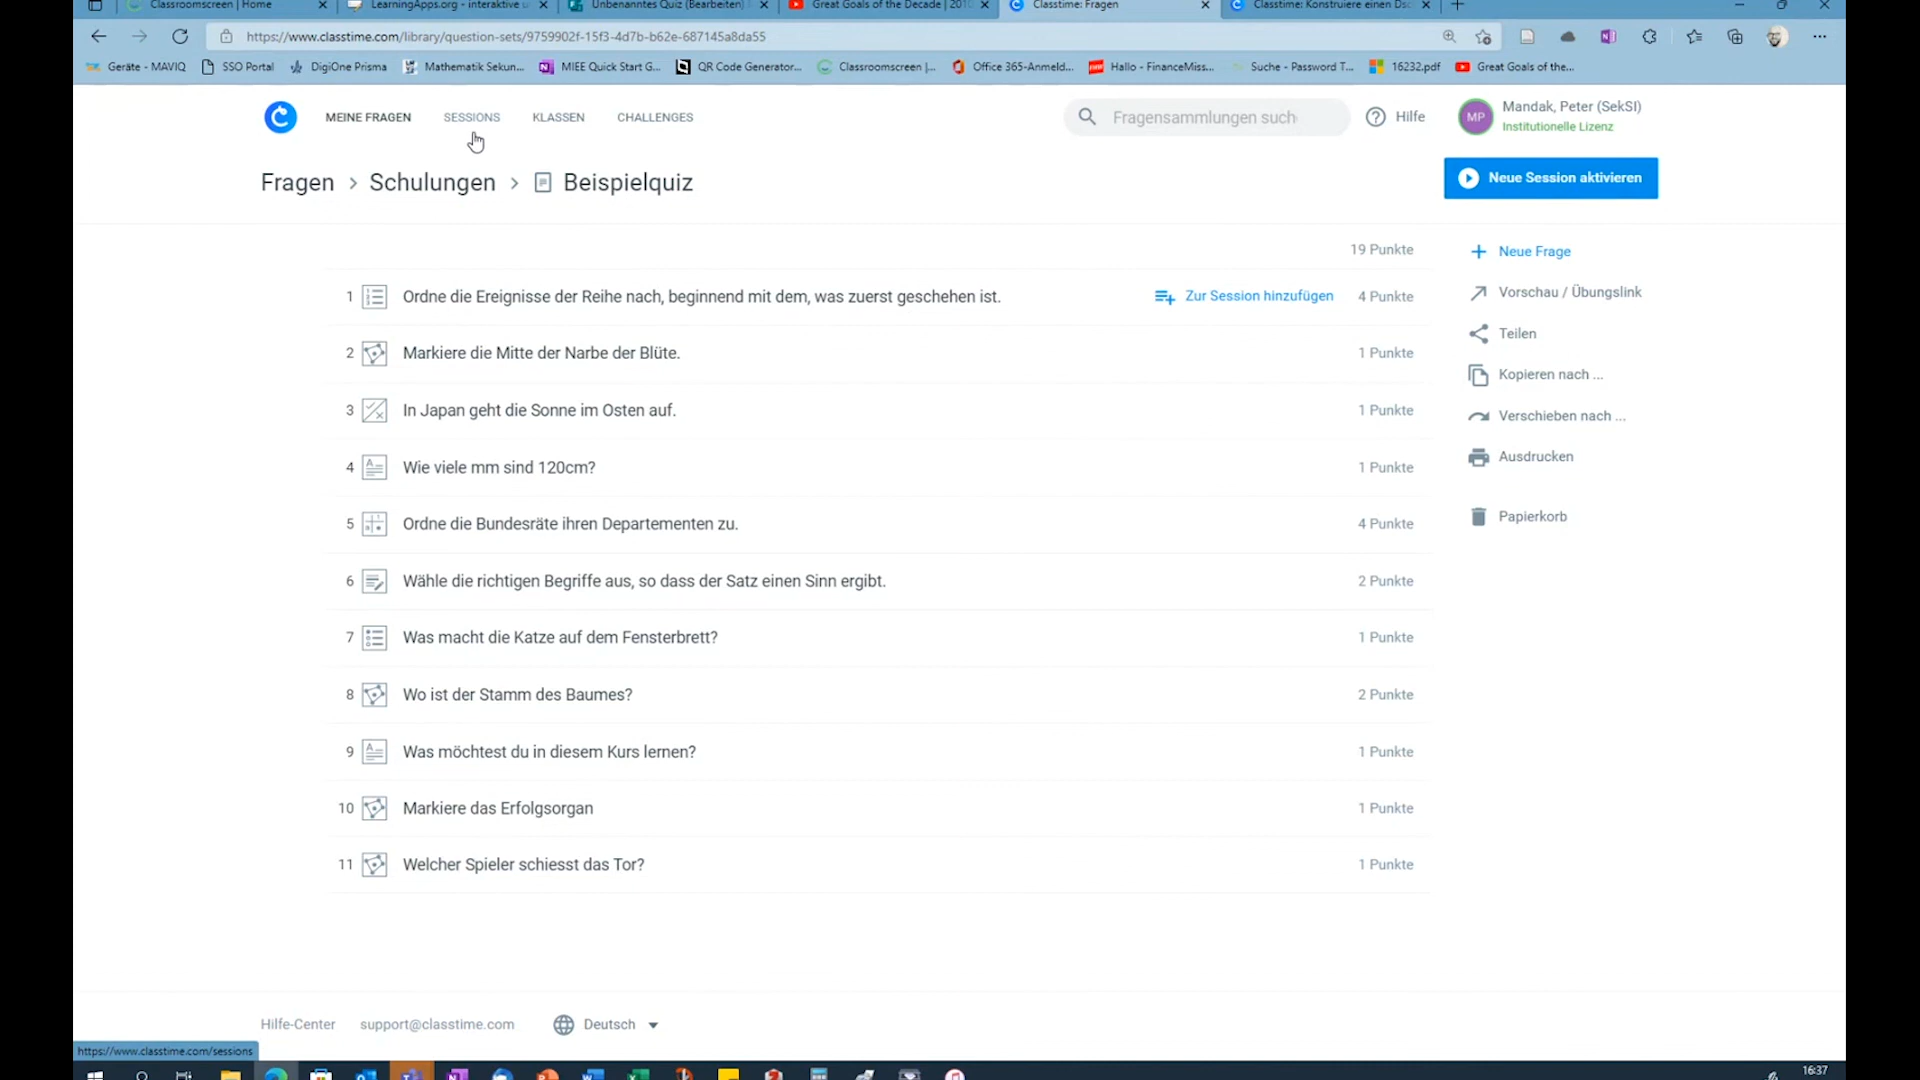 Classroomscreen | Home
LearningApps.org - interaktive u
Unbenanntes Quiz (Bearbeiten)
Great Goals of the Decade | 2010
Classtime: Fragen
Classtime: Konstruiere einen Dsc
https://www.classtime.com/library/question-sets/9759902f-15f3-4d7b-b62e-687145a8da55
Geräte - MAVIQ
SSO Portal
DigiOne Prisma
Mathematik Sekun...
MIEE Quick Start G...
QR Code Generator...
Classroomscreen |...
Office 365-Anmeld...
Hallo - FinanceMiss...
Suche - Password T...
16232.pdf
Great Goals of the...
MEINE FRAGEN
SESSIONS
KLASSEN
CHALLENGES
Fragensammlungen such
Hilfe
MP
Mandak, Peter (SekSI)
Institutionelle Lizenz
Fragen > Schulungen > Beispielquiz
Neue Session aktivieren
19 Punkte
1 Ordne die Ereignisse der Reihe nach, beginnend mit dem, was zuerst geschehen ist. Zur Session hinzufügen 4 Punkte
2 Markiere die Mitte der Narbe der Blüte. 1 Punkte
3 In Japan geht die Sonne im Osten auf. 1 Punkte
4 Wie viele mm sind 120cm? 1 Punkte
5 Ordne die Bundesräte ihren Departementen zu. 4 Punkte
6 Wähle die richtigen Begriffe aus, so dass der Satz einen Sinn ergibt. 2 Punkte
7 Was macht die Katze auf dem Fensterbrett? 1 Punkte
8 Wo ist der Stamm des Baumes? 2 Punkte
9 Was möchtest du in diesem Kurs lernen? 1 Punkte
10 Markiere das Erfolgsorgan 1 Punkte
11 Welcher Spieler schiesst das Tor? 1 Punkte
Neue Frage
Vorschau / Übungslink
Teilen
Kopieren nach ...
Verschieben nach ...
Ausdrucken
Papierkorb
Hilfe-Center
support@classtime.com
Deutsch
https://www.classtime.com/sessions
16:37